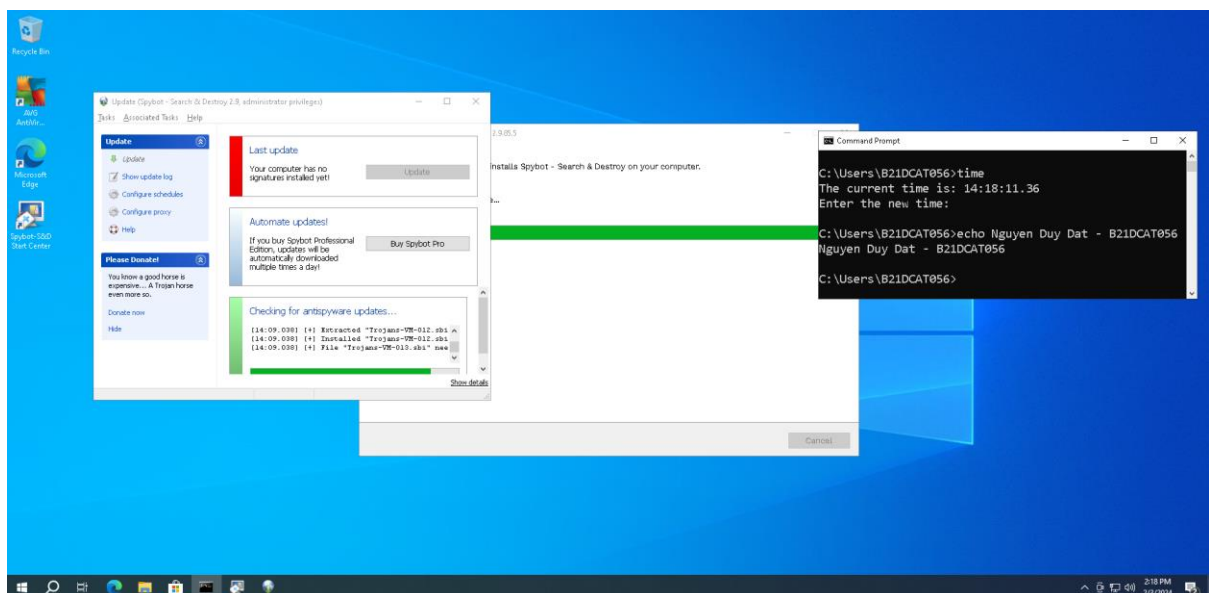 Recycle Bin
AVG
AntiVir...
Microsoft
Edge
Spybot-S&D
Start Center
Update (Spybot - Search & Destroy 2.9, administrator privileges)
Tasks Associated Tasks Help
Update
Update
Show update log
Configure schedules
Configure proxy
Help
Please Donate!
You know a good horse is
expensive... A Trojan horse
even more so.
Donate now
Hide
Last update
Your computer has no
signatures installed yet!
Update
Automate updates!
If you buy Spybot Professional
Edition, updates will be
automatically downloaded
multiple times a day!
Buy Spybot Pro
Checking for antispyware updates...
[14:09.038] [+] Extracted "Trojans-VM-012.sbi
[14:09.038] [+] Installed "Trojans-VM-012.sbi
[14:09.038] [+] File "Trojans-VM-013.sbi" nee
Show details
2.9.85.5
installs Spybot - Search & Destroy on your computer.
Cancel
Command Prompt
C:\Users\B21DCAT056>time
The current time is: 14:18:11.36
Enter the new time:
C:\Users\B21DCAT056>echo Nguyen Duy Dat - B21DCAT056
Nguyen Duy Dat - B21DCAT056
C:\Users\B21DCAT056>
2:18 PM